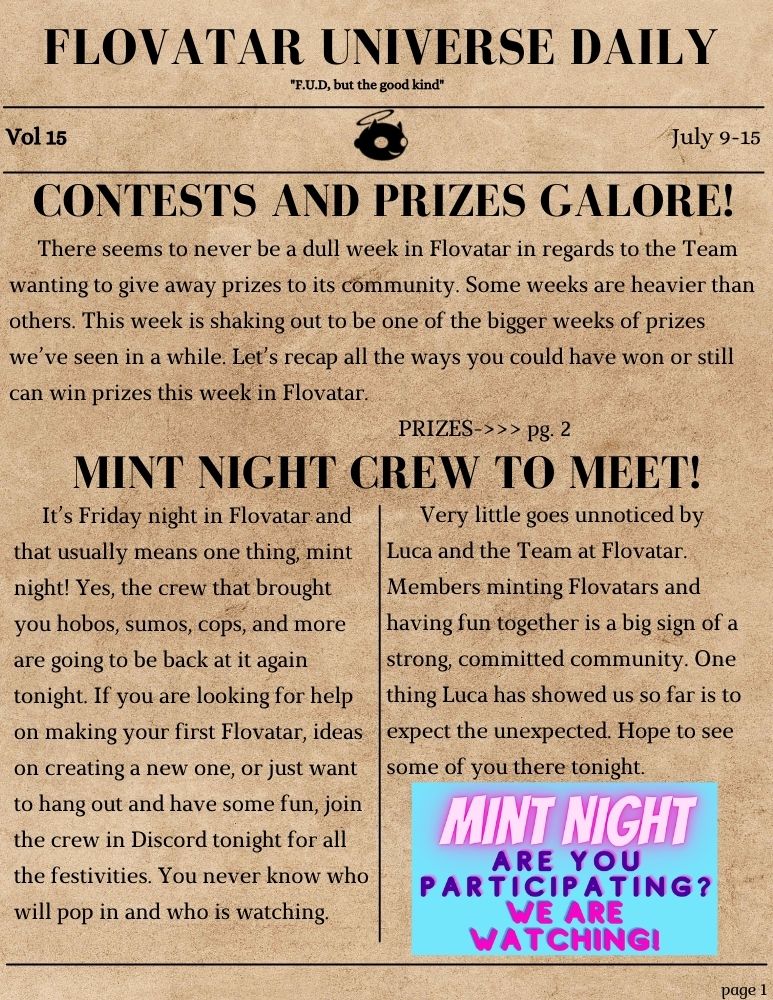 FLOVATAR UNIVERSE DAILY
"F.U.D, but the good kind"
Vol 15
July 9-15
CONTESTS AND PRIZES GALORE!
There seems to never be a dull week in Flovatar in regards to the Team
wanting to give away prizes to its community. Some weeks are heavier than
others. This week is shaking out to be one of the bigger weeks of prizes
we've seen in a while. Let's recap all the ways you could have won or still
can win prizes this week in Flovatar.
PRIZES->>> pg. 2
MINT NIGHT CREW TO MEET!
It's Friday night in Flovatar and
that usually means one thing, mint
night! Yes, the crew that brought
you hobos, sumos, cops, and more
are going to be back at it again
tonight. If you are looking for help
on making your first Flovatar, ideas
on creating a new one, or just want
to hang out and have some fun, join
the crew in Discord tonight for all
the festivities. You never know who
will pop in and who is watching.
Very little goes unnoticed by
Luca and the Team at Flovatar.
Members minting Flovatars and
having fun together is a big sign of a
strong, committed community. One
thing Luca has showed us so far is to
expect the unexpected. Hope to see
some of you there tonight.
MINT NIGHT
ARE YOU
PARTICIPATING?
WE ARE
WATCHING!
page 1